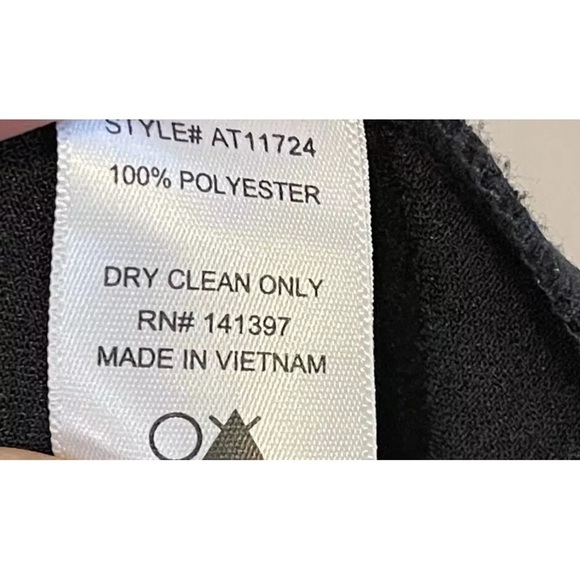 STYLE# AT11724
100% POLYESTER
DRY CLEAN ONLY
RN# 141397
MADE IN VIETNAM